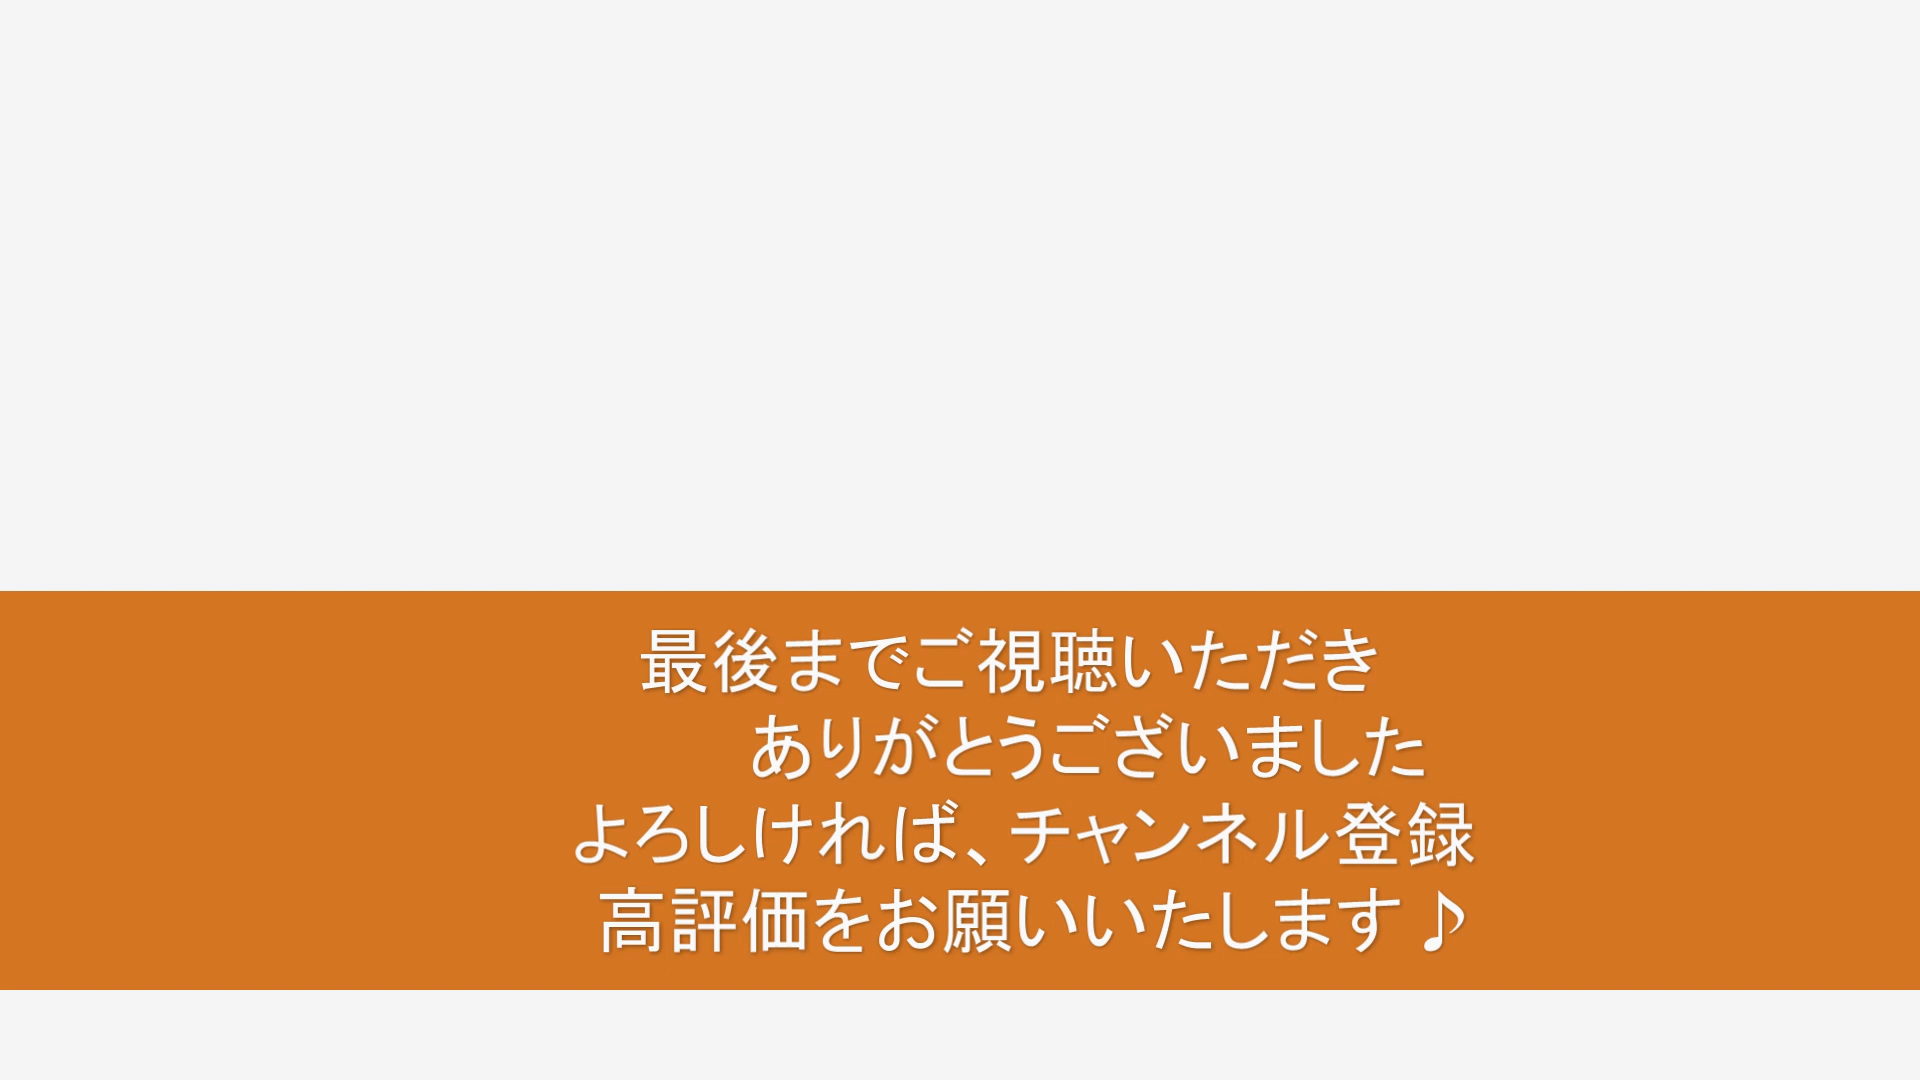 最後までご視聴いただき
ありがとうございました
よろしければ、チャンネル登録
高評価をお願いいたします♪